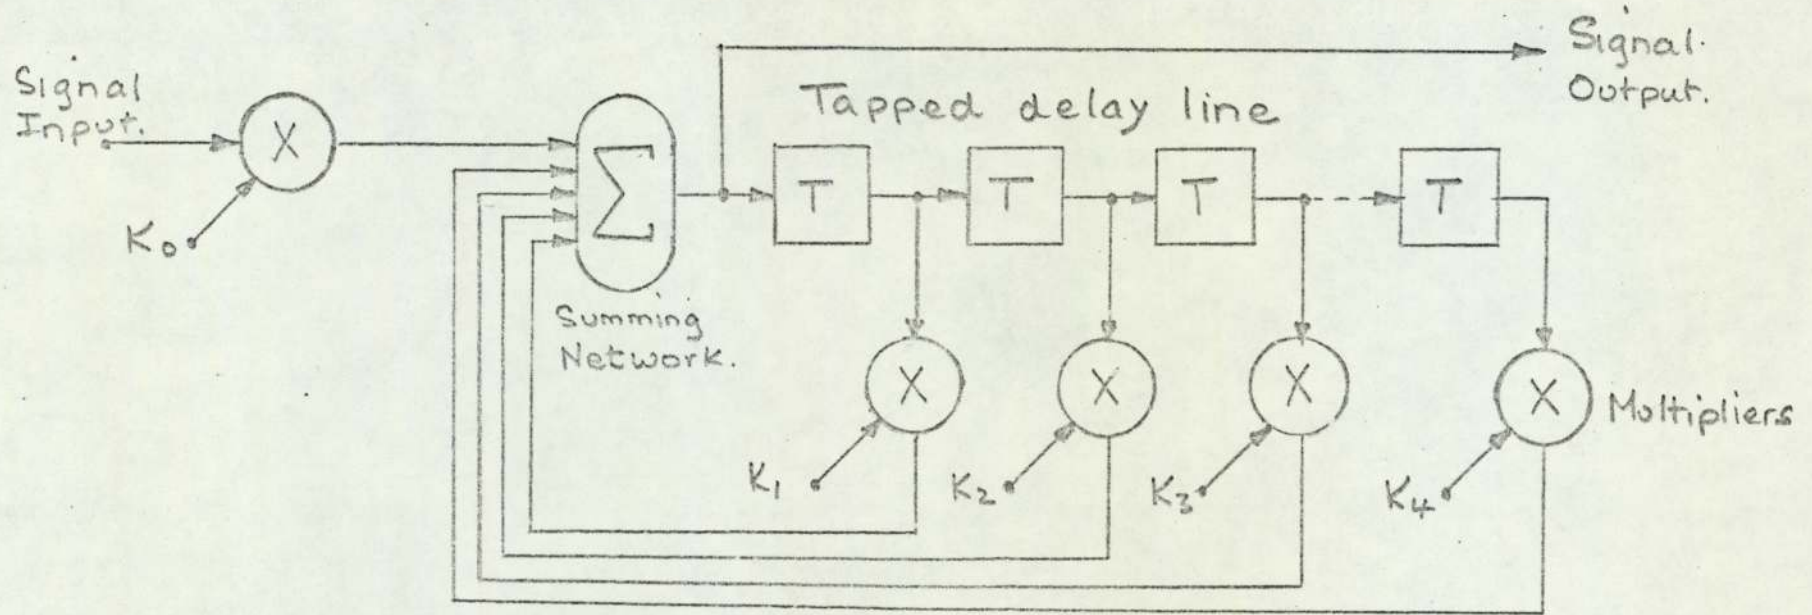 Signal
Input.
X
K0
Σ
Summing
Network.
Tapped delay line
Signal.
Output.
T
T
T
T
X
X
X
X
Multipliers
K1
K2
K3
K4